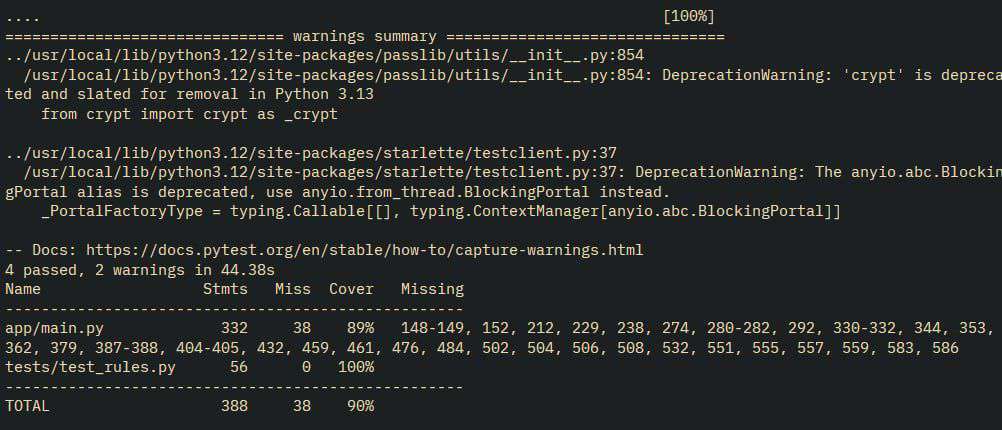 .... [100%]
=============================== warnings summary ===============================
../usr/local/lib/python3.12/site-packages/passlib/utils/__init__.py:854
  /usr/local/lib/python3.12/site-packages/passlib/utils/__init__.py:854: DeprecationWarning: 'crypt' is depreca
ted and slated for removal in Python 3.13
    from crypt import crypt as _crypt

../usr/local/lib/python3.12/site-packages/starlette/testclient.py:37
  /usr/local/lib/python3.12/site-packages/starlette/testclient.py:37: DeprecationWarning: The anyio.abc.Blockin
gPortal alias is deprecated, use anyio.from_thread.BlockingPortal instead.
    _PortalFactoryType = typing.Callable[[], typing.ContextManager[anyio.abc.BlockingPortal]]

-- Docs: https://docs.pytest.org/en/stable/how-to/capture-warnings.html
4 passed, 2 warnings in 44.38s
Name                  Stmts   Miss  Cover   Missing
---------------------------------------------------
app/main.py             332     38    89%   148-149, 152, 212, 229, 238, 274, 280-282, 292, 330-332, 344, 353,
362, 379, 387-388, 404-405, 432, 459, 461, 476, 484, 502, 504, 506, 508, 532, 551, 555, 557, 559, 583, 586
tests/test_rules.py      56      0   100%
---------------------------------------------------
TOTAL                   388     38    90%